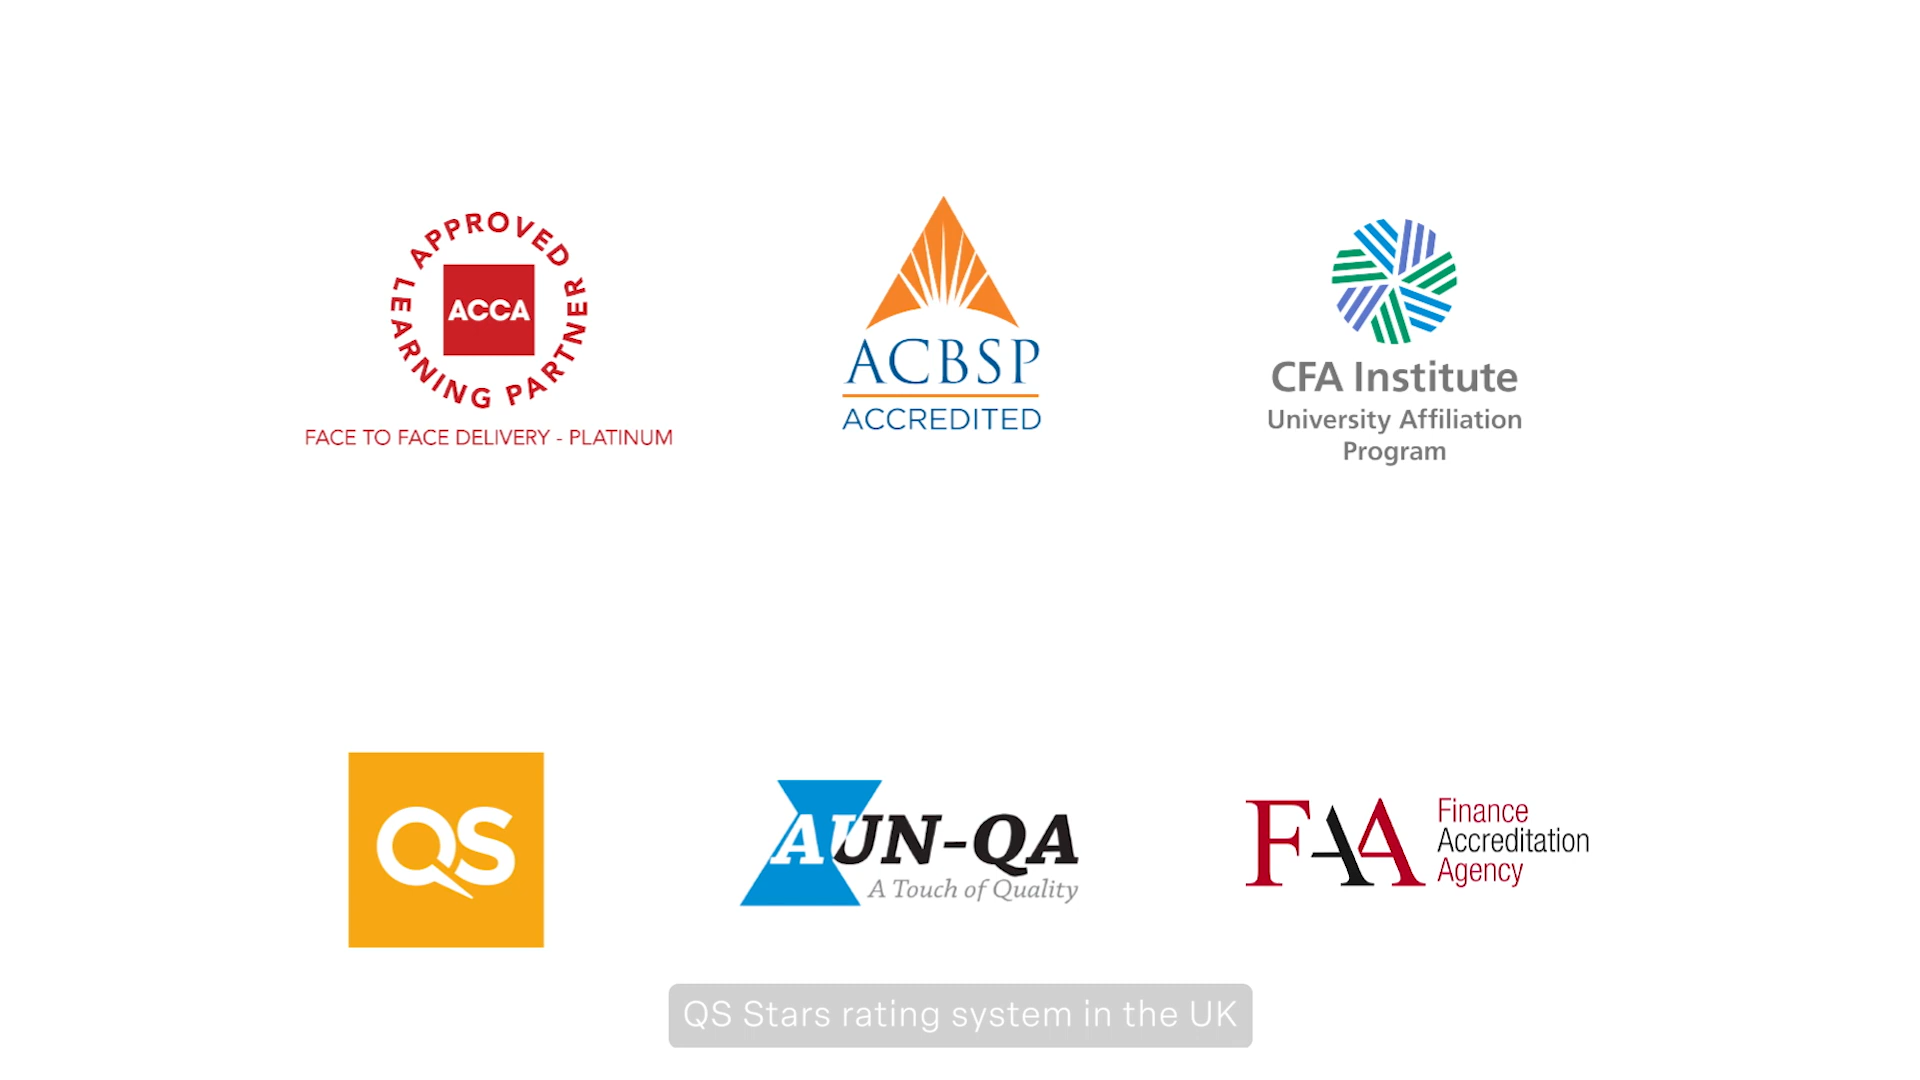 APPROVED
LEARNING PARTNER
ACCA
FACE TO FACE DELIVERY - PLATINUM
ACBSP
ACCREDITED
CFA Institute
University Affiliation
Program
QS
AUN-QA
A Touch of Quality
FAA
Finance
Accreditation
Agency
QS Stars rating system in the UK